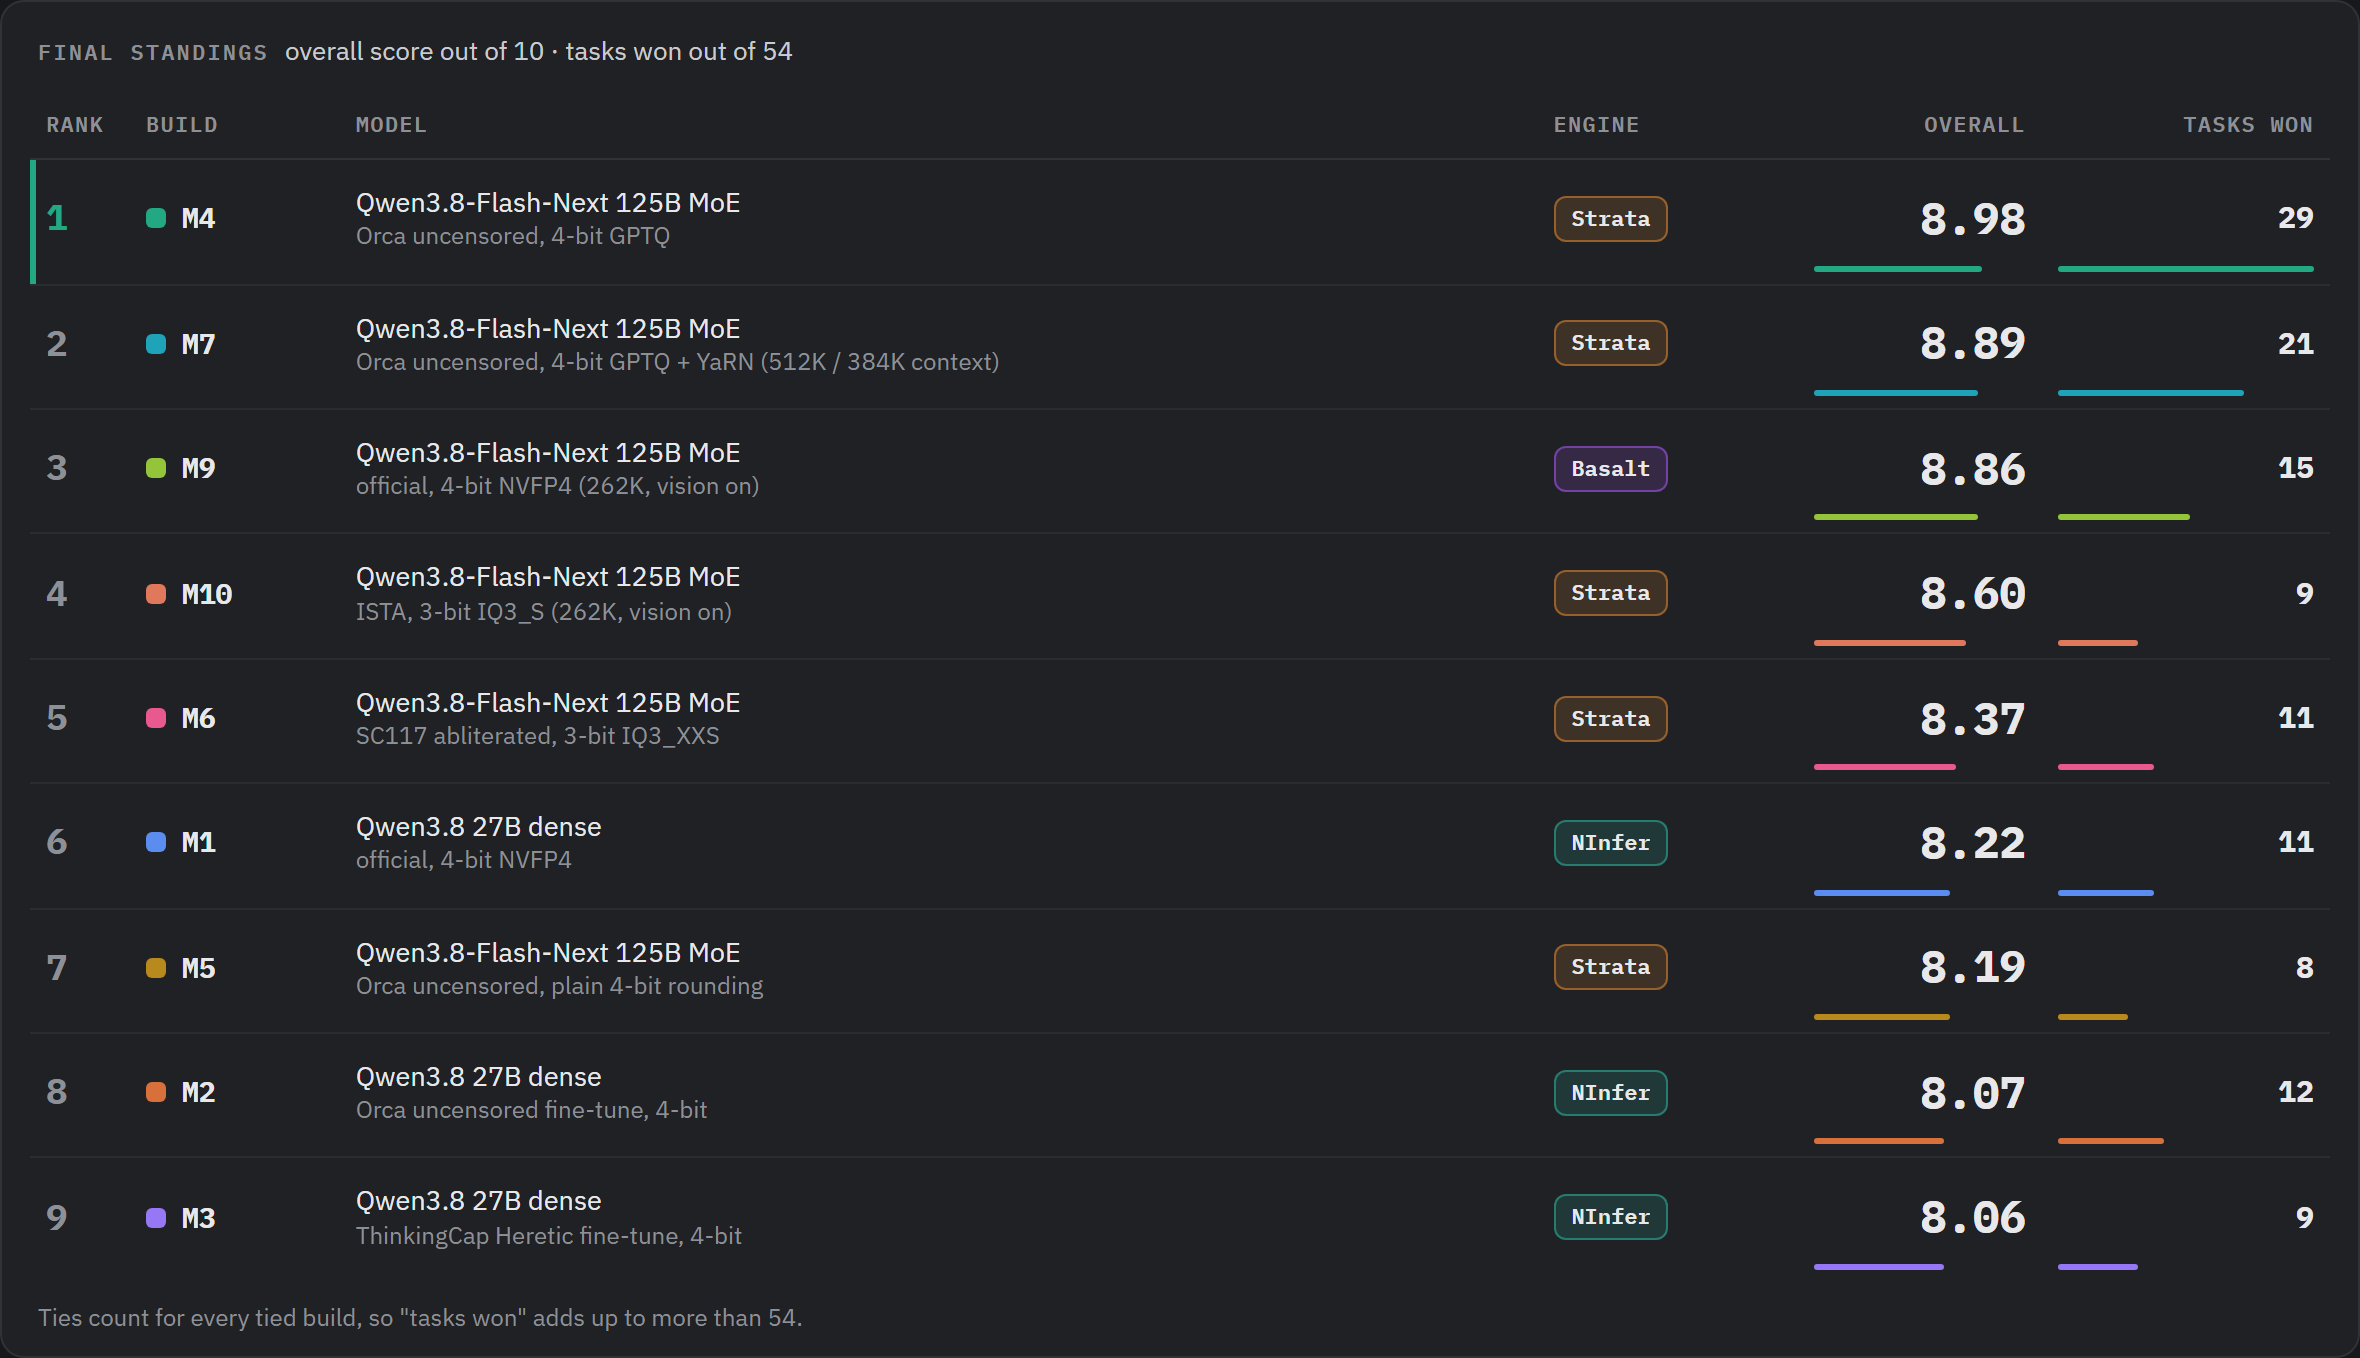 FINAL STANDINGS overall score out of 10 · tasks won out of 54
RANK BUILD MODEL ENGINE OVERALL TASKS WON
1 M4 Qwen3.8-Flash-Next 125B MoE Strata 8.98 29
Orca uncensored, 4-bit GPTQ
2 M7 Qwen3.8-Flash-Next 125B MoE Strata 8.89 21
Orca uncensored, 4-bit GPTQ + YaRN (512K / 384K context)
3 M9 Qwen3.8-Flash-Next 125B MoE Basalt 8.86 15
official, 4-bit NVFP4 (262K, vision on)
4 M10 Qwen3.8-Flash-Next 125B MoE Strata 8.60 9
ISTA, 3-bit IQ3_S (262K, vision on)
5 M6 Qwen3.8-Flash-Next 125B MoE Strata 8.37 11
SC117 abliterated, 3-bit IQ3_XXS
6 M1 Qwen3.8 27B dense NInfer 8.22 11
official, 4-bit NVFP4
7 M5 Qwen3.8-Flash-Next 125B MoE Strata 8.19 8
Orca uncensored, plain 4-bit rounding
8 M2 Qwen3.8 27B dense NInfer 8.07 12
Orca uncensored fine-tune, 4-bit
9 M3 Qwen3.8 27B dense NInfer 8.06 9
ThinkingCap Heretic fine-tune, 4-bit
Ties count for every tied build, so "tasks won" adds up to more than 54.